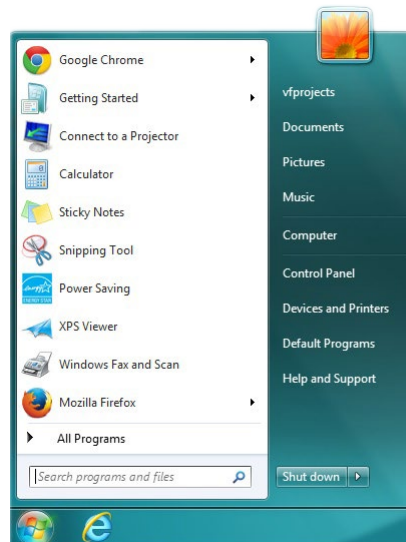 Google Chrome
Getting Started
Connect to a Projector
Calculator
Sticky Notes
Snipping Tool
Power Saving
ENERGY STAR
XPS Viewer
Windows Fax and Scan
Mozilla Firefox
All Programs
Search programs and files
vfprojects
Documents
Pictures
Music
Computer
Control Panel
Devices and Printers
Default Programs
Help and Support
Shut down